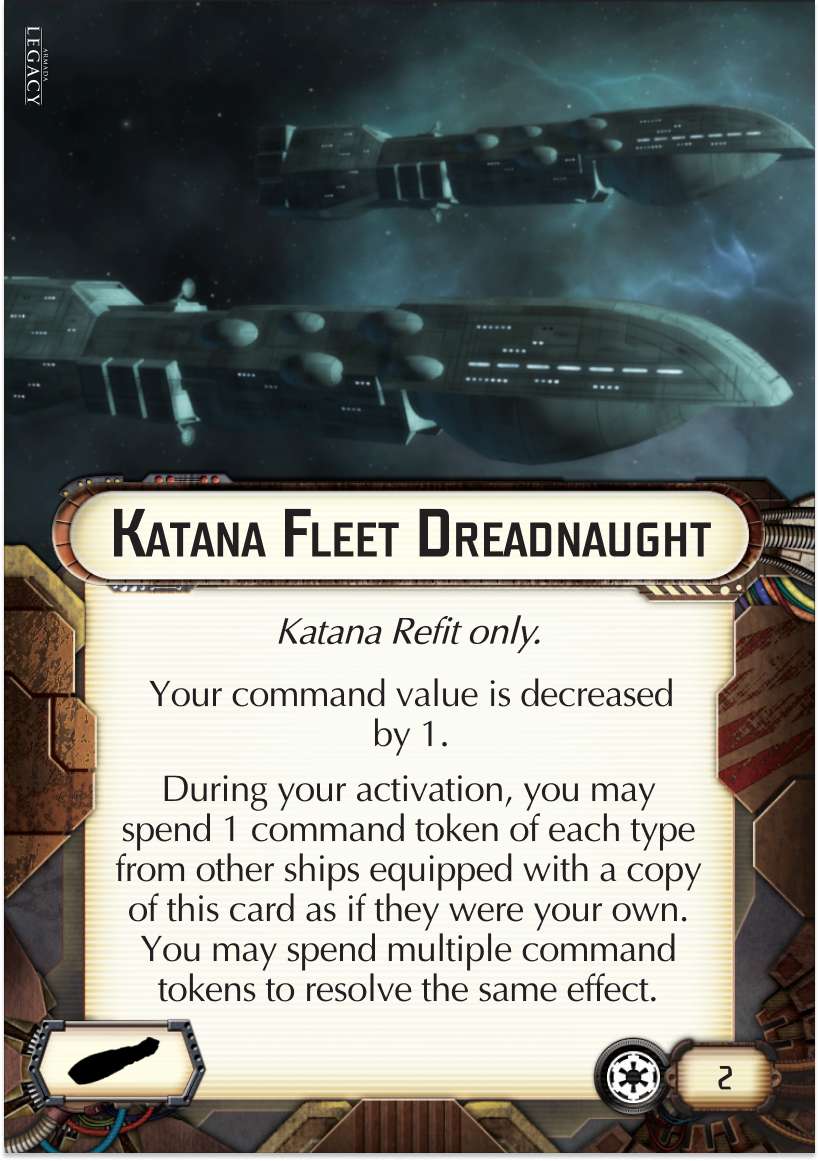 ARMADA
LEGACY
Katana Fleet Dreadnaught
Katana Refit only.
Your command value is decreased
by 1.
During your activation, you may
spend 1 command token of each type
from other ships equipped with a copy
of this card as if they were your own.
You may spend multiple command
tokens to resolve the same effect.
2